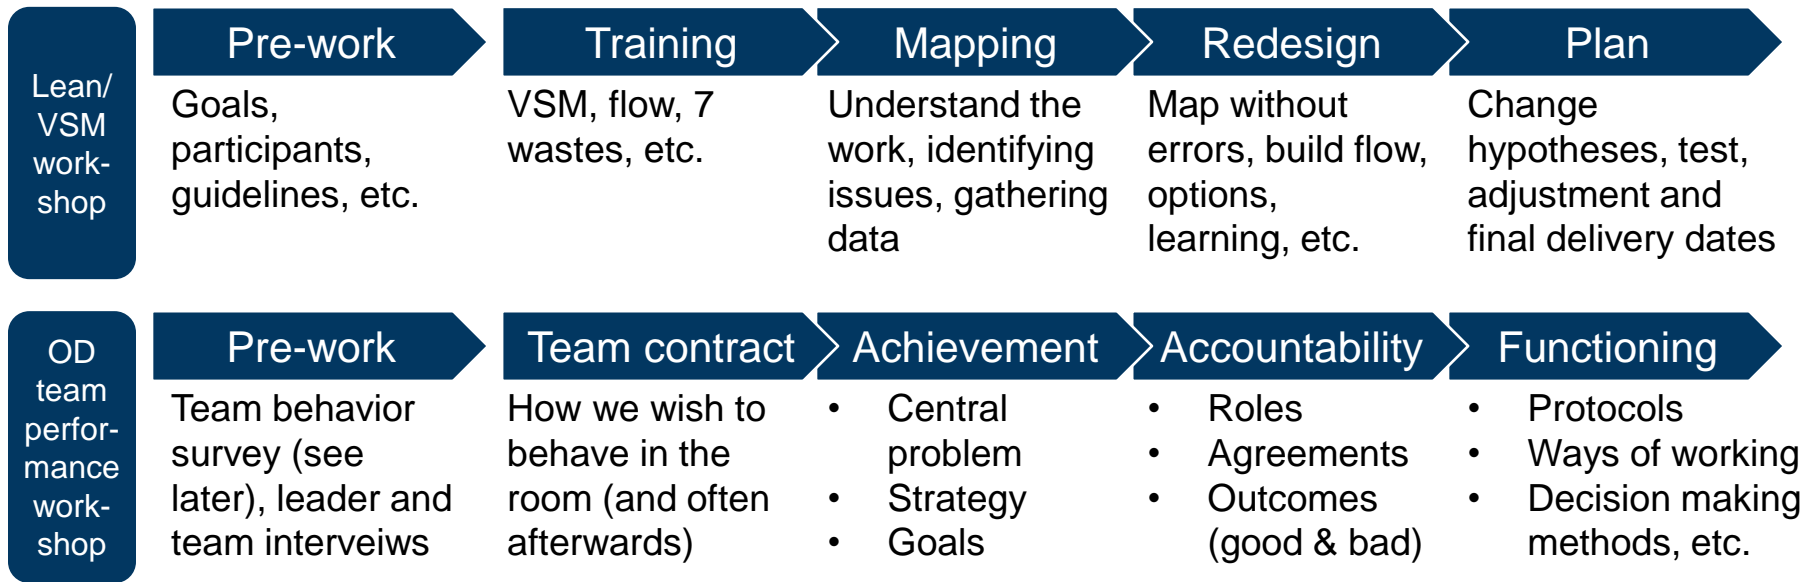 Lean/
VSM
work-
shop
Pre-work
Goals,
participants,
guidelines, etc.
Training
VSM, flow, 7
wastes, etc.
Mapping
Understand the
work, identifying
issues, gathering
data
Redesign
Map without
errors, build flow,
options,
learning, etc.
Plan
Change
hypotheses, test,
adjustment and
final delivery dates
OD
team
perfor-
mance
work-
shop
Pre-work
Team behavior
survey (see
later), leader and
team interveiws
Team contract
How we wish to
behave in the
room (and often
afterwards)
Achievement
• Central
problem
• Strategy
• Goals
Accountability
• Roles
• Agreements
• Outcomes
(good & bad)
Functioning
• Protocols
• Ways of working
• Decision making
methods, etc.